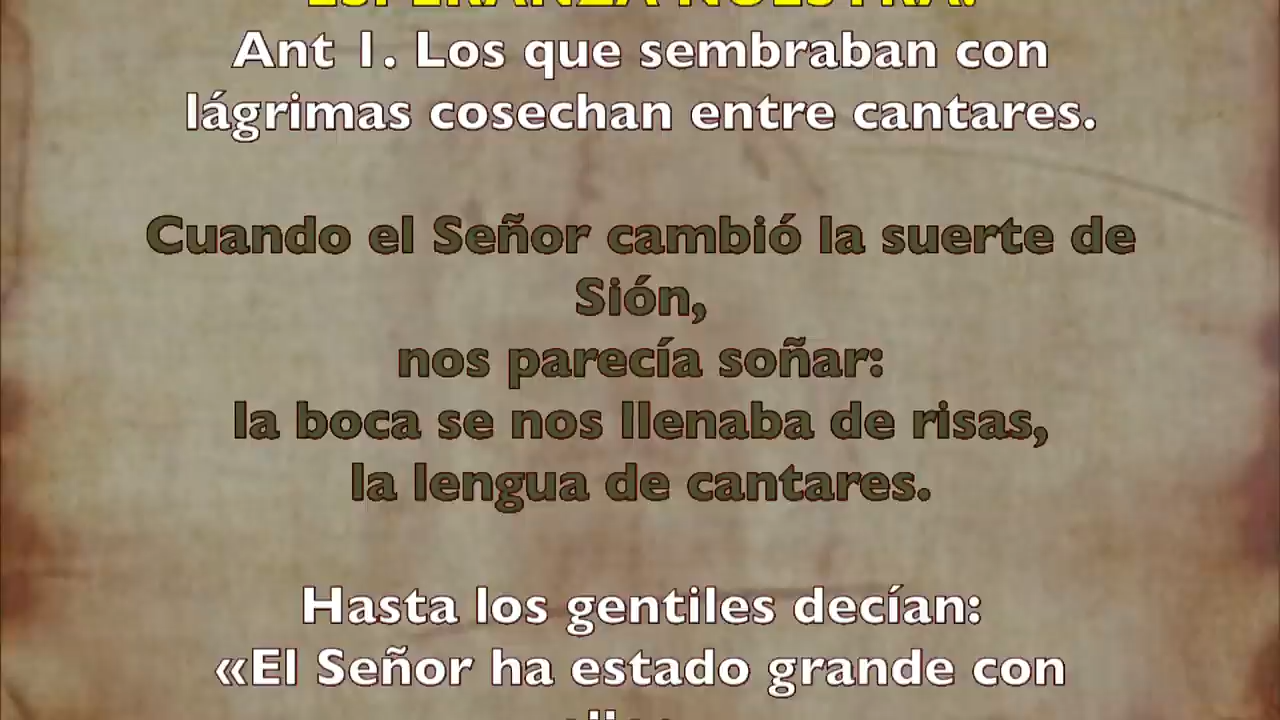 ESPERANZA NUESTRA.
Ant 1. Los que sembraban con
lágrimas cosechan entre cantares.
Cuando el Señor cambió la suerte de
Sión,
nos parecía soñar:
la boca se nos llenaba de risas,
la lengua de cantares.
Hasta los gentiles decían:
«El Señor ha estado grande con